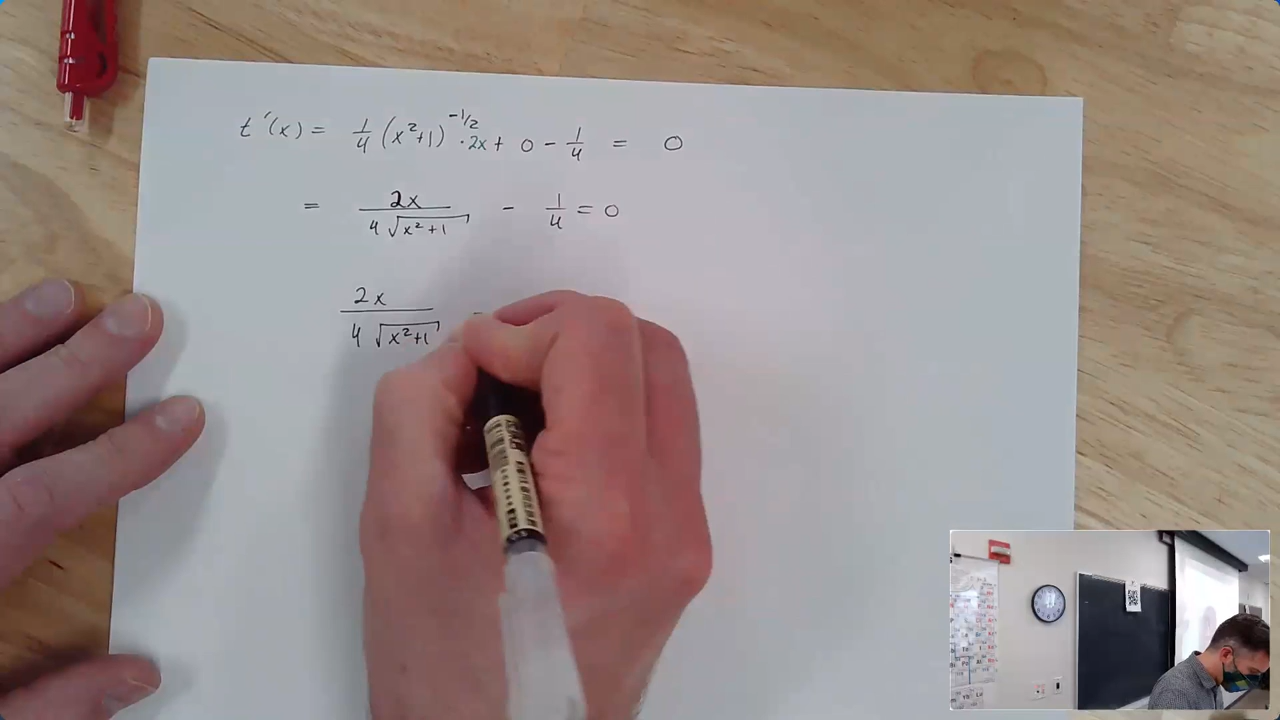 t'(x) = 1/4 (x²+1)^(-1/2) · 2x + 0 - 1/4 = 0
= 2x / 4√(x²+1) - 1/4 = 0
2x / 4√(x²+1)